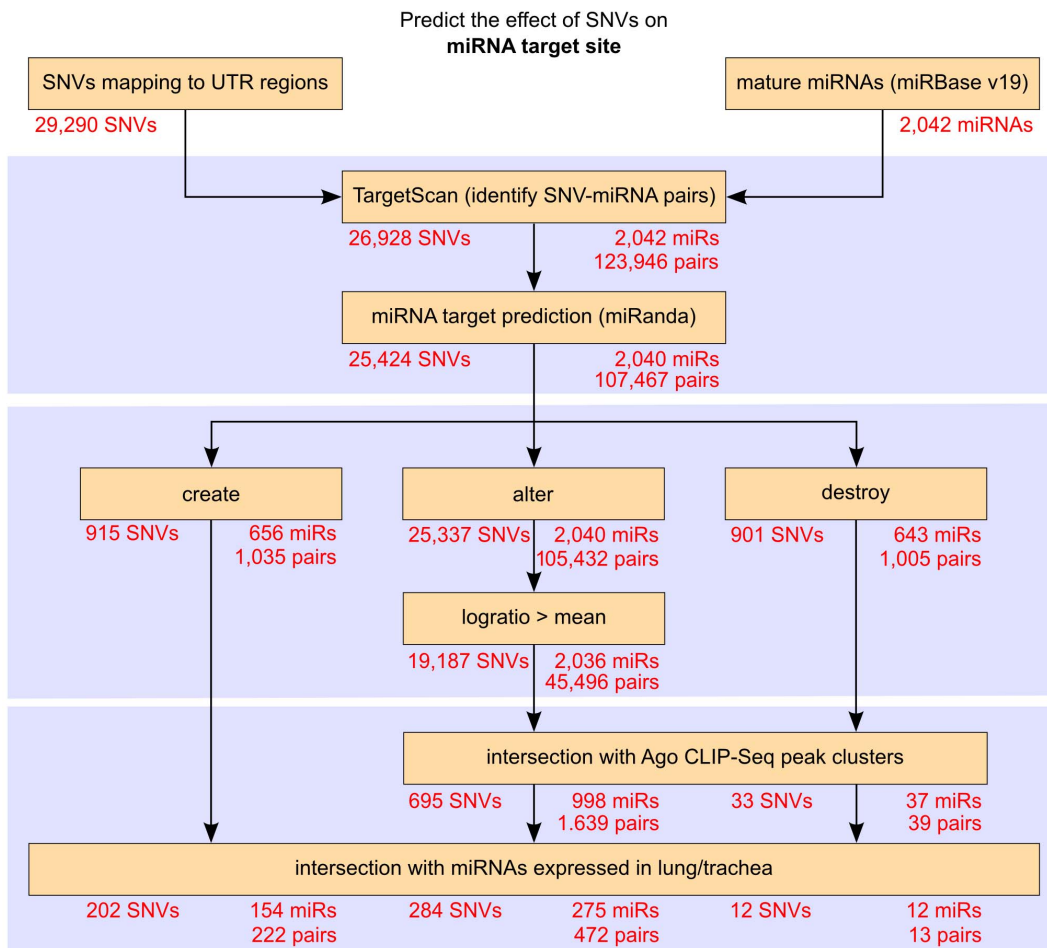 Predict the effect of SNVs on
miRNA target site
SNVs mapping to UTR regions
mature miRNAs (miRBase v19)
29,290 SNVs
2,042 miRNAs
TargetScan (identify SNV-miRNA pairs)
26,928 SNVs
2,042 miRs
123,946 pairs
miRNA target prediction (miRanda)
25,424 SNVs
2,040 miRs
107,467 pairs
create
alter
destroy
915 SNVs
656 miRs
1,035 pairs
25,337 SNVs
2,040 miRs
105,432 pairs
901 SNVs
643 miRs
1,005 pairs
logratio > mean
19,187 SNVs
2,036 miRs
45,496 pairs
intersection with Ago CLIP-Seq peak clusters
695 SNVs
998 miRs
1.639 pairs
33 SNVs
37 miRs
39 pairs
intersection with miRNAs expressed in lung/trachea
202 SNVs
154 miRs
222 pairs
284 SNVs
275 miRs
472 pairs
12 SNVs
12 miRs
13 pairs